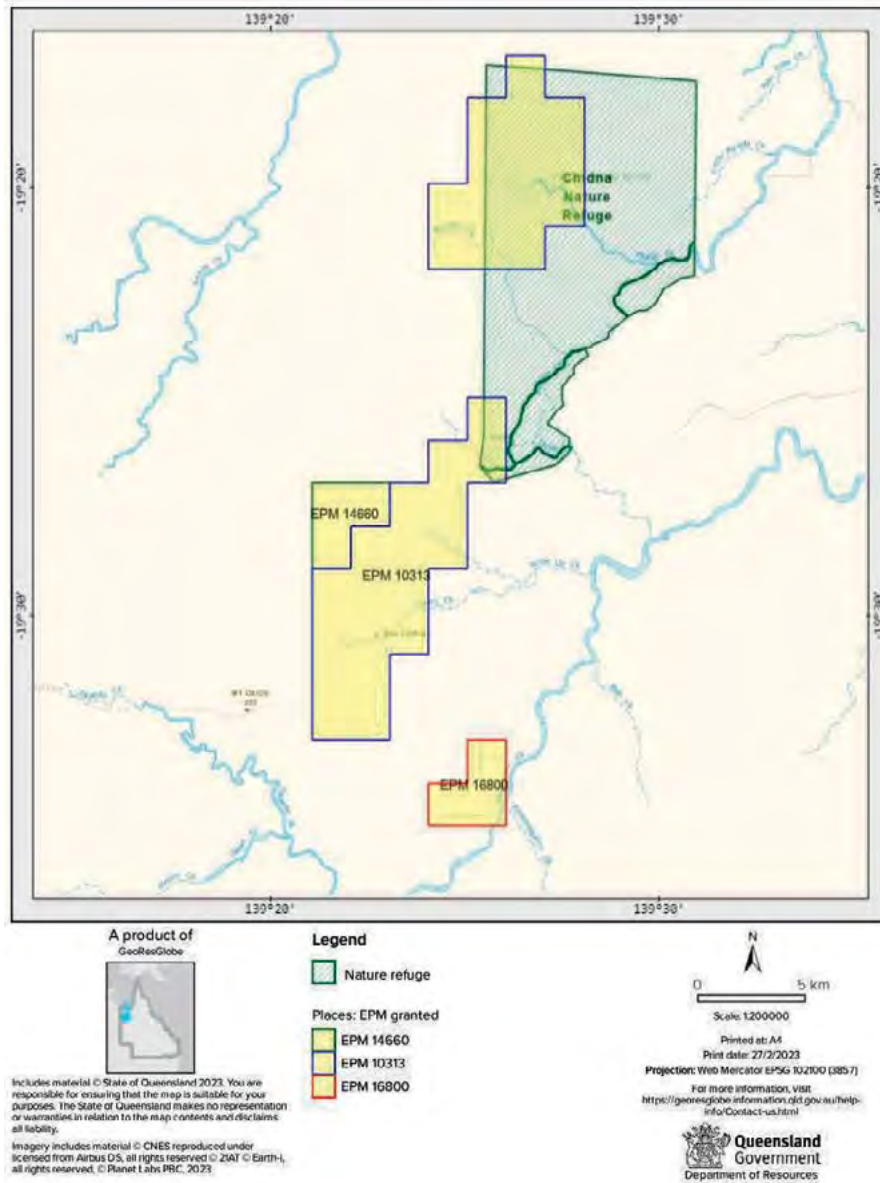 139°20'
139°30'
-19°20'
-19°20'
Chidna
Nature
Refuge
EPM 14660
EPM 10313
-19°30'
-19°30'
EPM 16800
139°20'
139°30'
A product of
GeoResGlobe
Legend
Nature refuge
Places: EPM granted
EPM 14660
EPM 10313
EPM 16800
N
0 5 km
Scale: 1:200000
Printed at: A4
Print date: 27/2/2023
Projection: Web Mercator EPSG 102100 (3857)
For more information, visit
https://georesglobe.information.qld.gov.au/help-
info/Contact-us.html
Includes material © State of Queensland 2023. You are
responsible for ensuring that the map is suitable for your
purposes. The State of Queensland makes no representation
or warranties in relation to the map contents and disclaims
all liability.
Imagery includes material © CNES reproduced under
licensed from Airbus DS, all rights reserved © 21AT © Earth-i,
all rights reserved, © Planet Labs PBC, 2023
Queensland
Government
Department of Resources